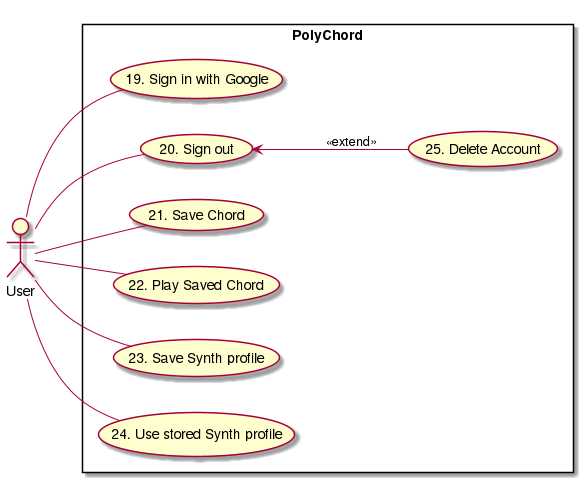 PolyChord
19. Sign in with Google
20. Sign out
«extend»
25. Delete Account
21. Save Chord
22. Play Saved Chord
User
23. Save Synth profile
24. Use stored Synth profile